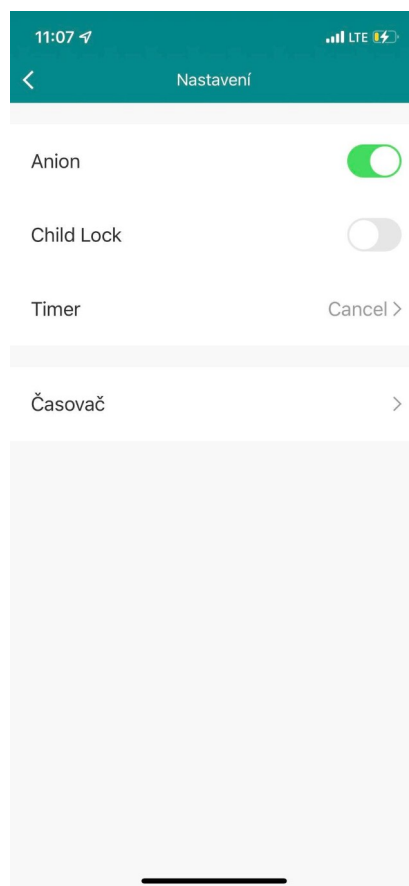 11:07
LTE
Nastavení
Anion
Child Lock
Timer
Cancel
Časovač